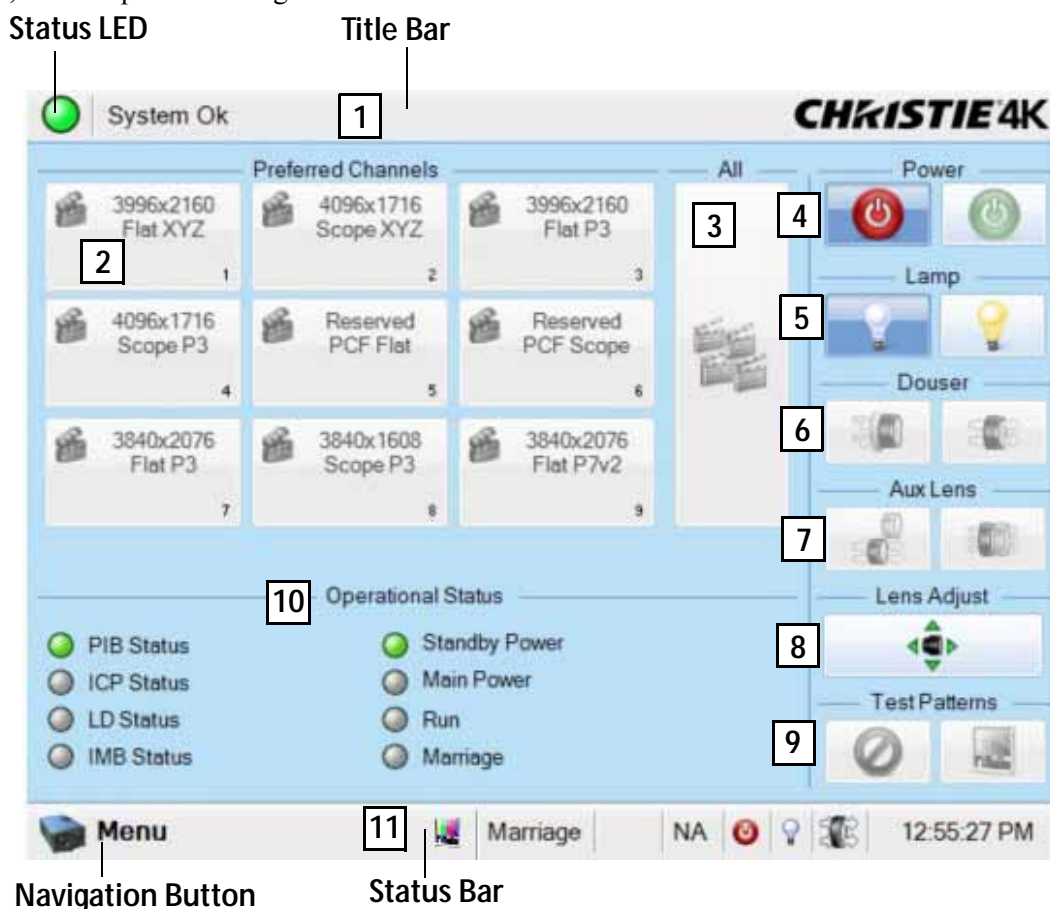 Status LED
Title Bar
System Ok
1
CHRISTIE 4K
Preferred Channels
All
Power
3996x2160
Flat XYZ
1
4096x1716
Scope XYZ
2
3996x2160
Flat P3
3
2
3
4
Lamp
4096x1716
Scope P3
4
Reserved
PCF Flat
5
Reserved
PCF Scope
6
5
Douser
6
3840x2076
Flat P3
7
3840x1608
Scope P3
8
3840x2076
Flat P7v2
9
Aux Lens
7
10
Operational Status
Lens Adjust
PIB Status
Standby Power
8
ICP Status
Main Power
Test Patterns
LD Status
Run
9
IMB Status
Marriage
Menu
11
Marriage
NA
12:55:27 PM
Navigation Button
Status Bar